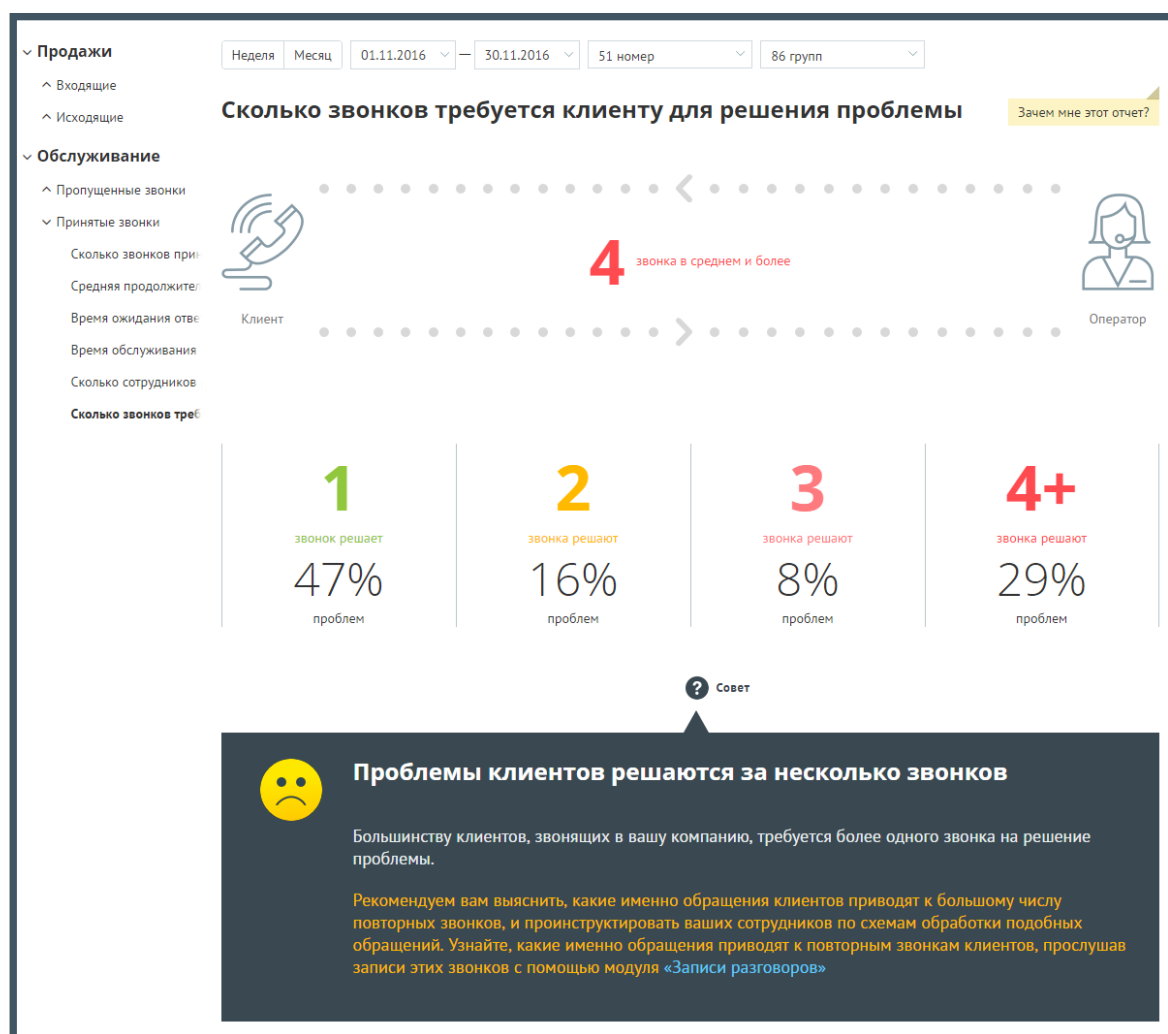 Продажи
Входящие
Исходящие
Обслуживание
Пропущенные звонки
Принятые звонки
Сколько звонков прин
Средняя продолжител
Время ожидания отве
Время обслуживания
Сколько сотрудников
Сколько звонков треб
Неделя Месяц 01.11.2016 — 30.11.2016 51 номер 86 групп
Сколько звонков требуется клиенту для решения проблемы
Зачем мне этот отчет?
4 звонка в среднем и более
Клиент
Оператор
1
звонок решает
47%
проблем
2
звонка решают
16%
проблем
3
звонка решают
8%
проблем
4+
звонка решают
29%
проблем
? Совет
Проблемы клиентов решаются за несколько звонков
Большинству клиентов, звонящих в вашу компанию, требуется более одного звонка на решение
проблемы.
Рекомендуем вам выяснить, какие именно обращения клиентов приводят к большому числу
повторных звонков, и проинструктировать ваших сотрудников по схемам обработки подобных
обращений. Узнайте, какие именно обращения приводят к повторным звонкам клиентов, прослушав
записи этих звонков с помощью модуля «Записи разговоров»